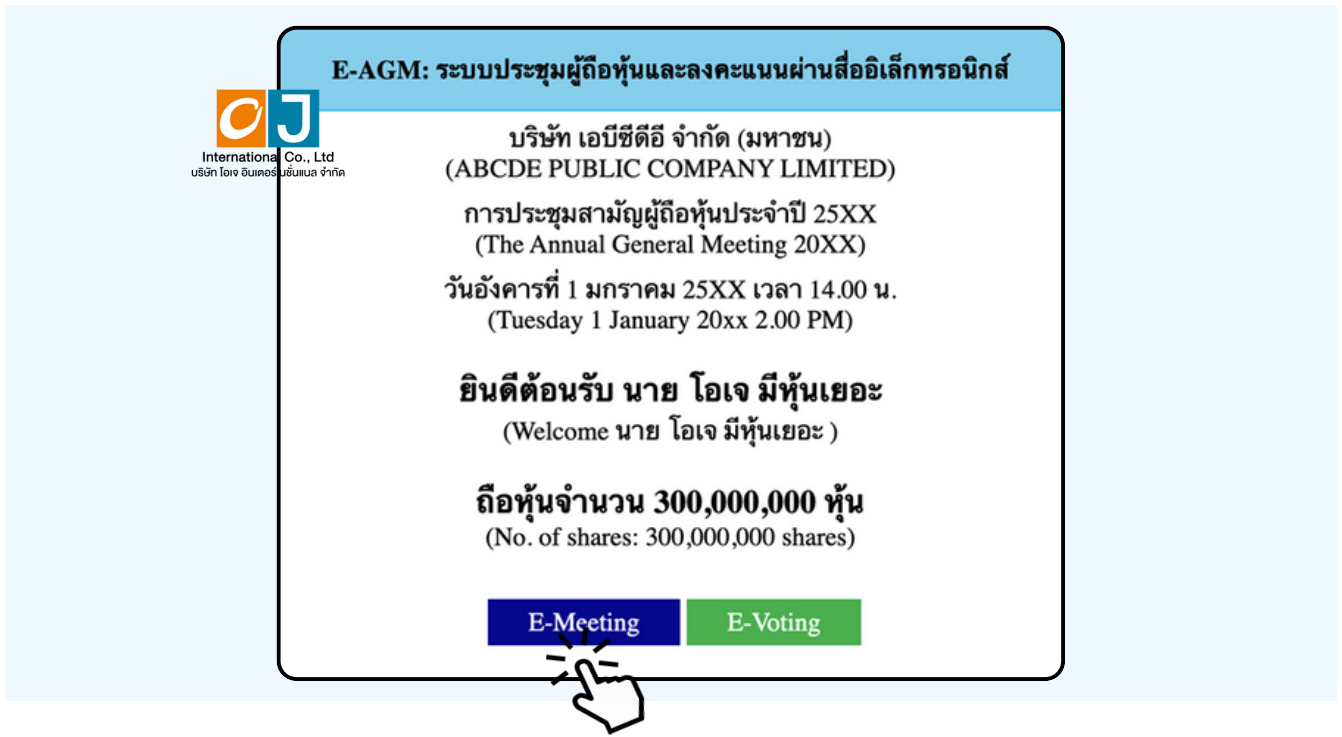 E-AGM: ระบบประชุมผู้ถือหุ้นและลงคะแนนผ่านสื่ออิเล็กทรอนิกส์
OJ
International Co., Ltd
บริษัท โอเจ อินเตอร์เนชั่นแนล จำกัด
บริษัท เอบีซีดีอี จำกัด (มหาชน)
(ABCDE PUBLIC COMPANY LIMITED)
การประชุมสามัญผู้ถือหุ้นประจำปี 25XX
(The Annual General Meeting 20XX)
วันอังคารที่ 1 มกราคม 25XX เวลา 14.00 น.
(Tuesday 1 January 20xx 2.00 PM)
ยินดีต้อนรับ นาย โอเจ มีหุ้นเยอะ
(Welcome นาย โอเจ มีหุ้นเยอะ )
ถือหุ้นจำนวน 300,000,000 หุ้น
(No. of shares: 300,000,000 shares)
E-Meeting E-Voting